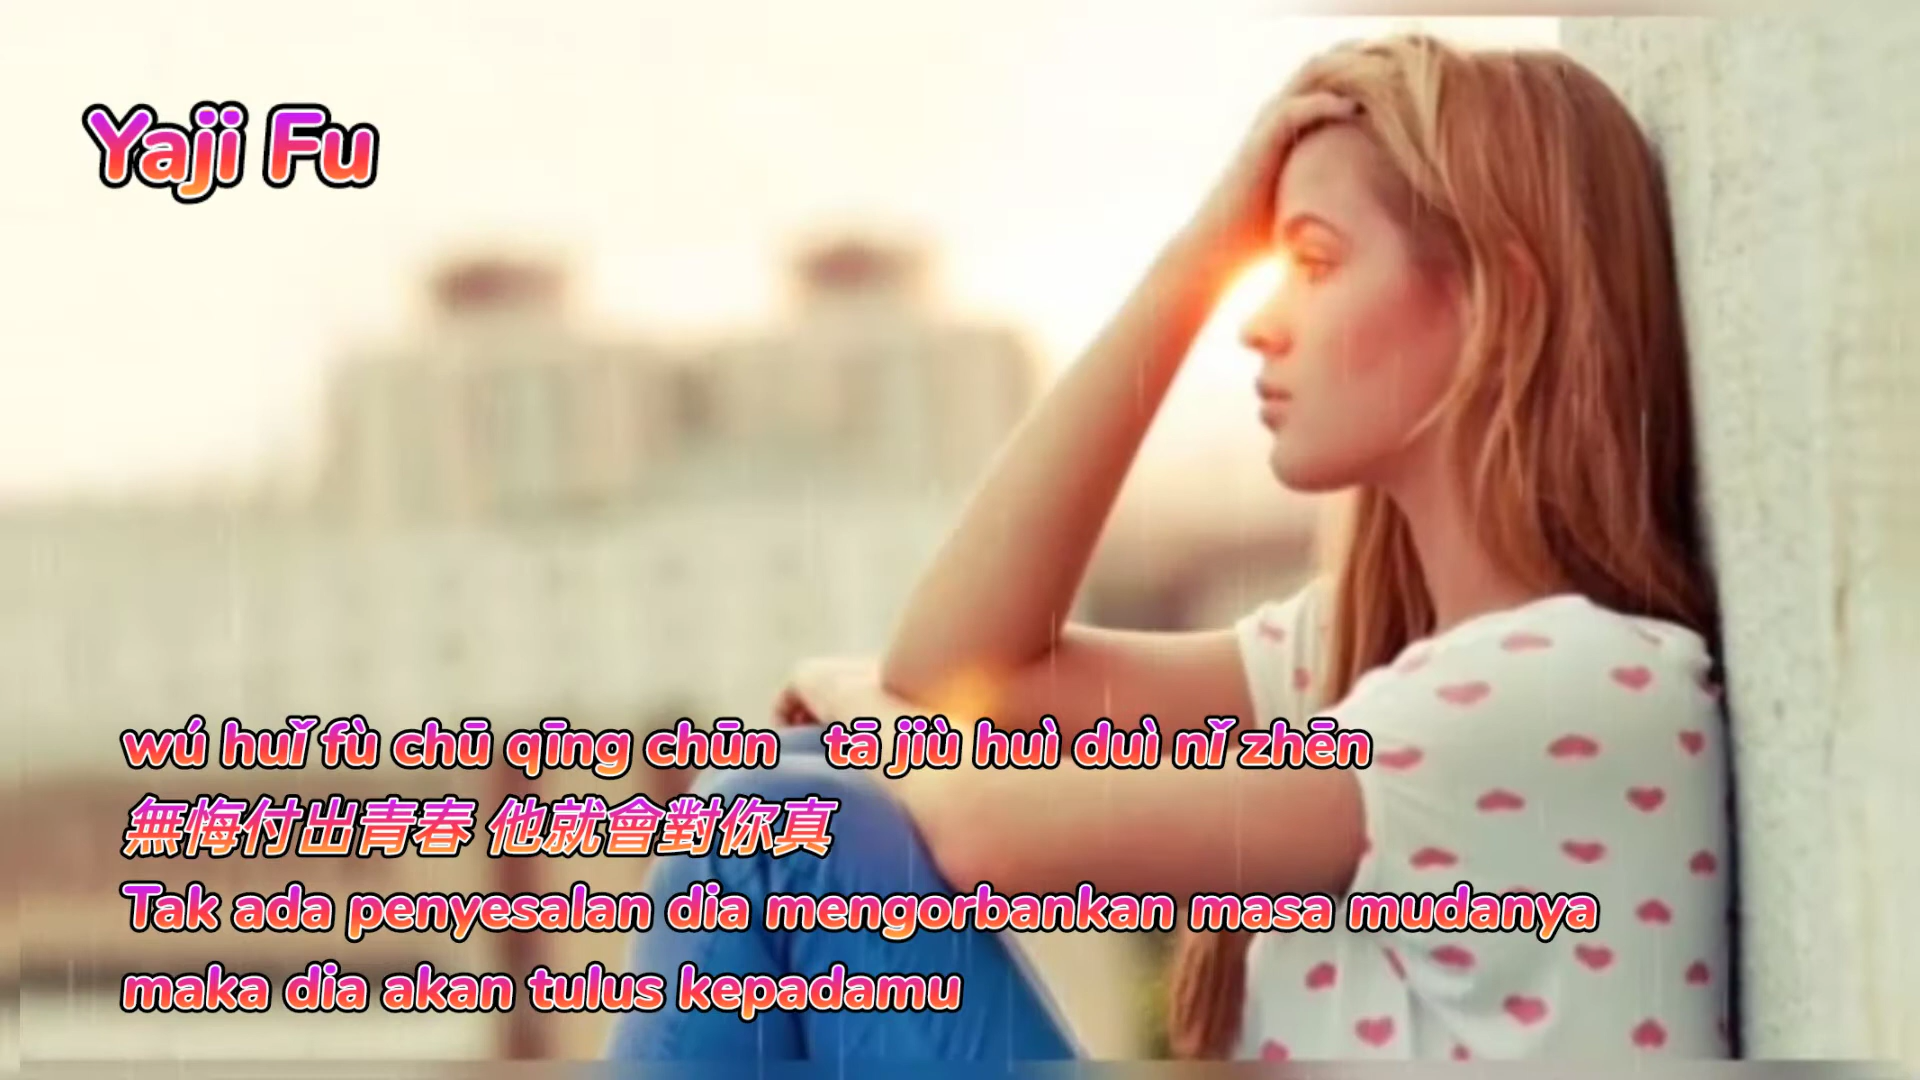 Yaji Fu
wú huǐ fù chū qīng chūn tā jiù huì duì nǐ zhēn
無悔付出青春 他就會對你真
Tak ada penyesalan dia mengorbankan masa mudanya
maka dia akan tulus kepadamu